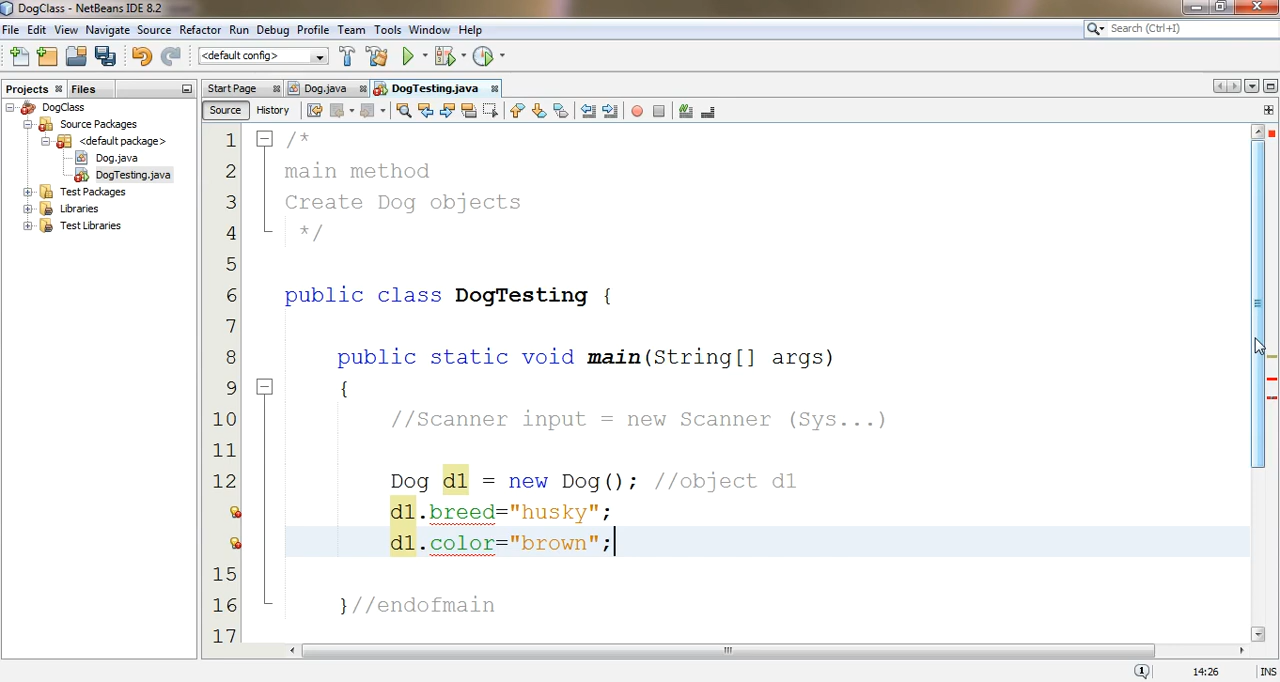 DogClass - NetBeans IDE 8.2
File Edit View Navigate Source Refactor Run Debug Profile Team Tools Window Help
Search (Ctrl+I)
<default config>
Projects Files
Start Page Dog.java DogTesting.java
Source History
DogClass
Source Packages
<default package>
Dog.java
DogTesting.java
Test Packages
Libraries
Test Libraries
1 /*
2 main method
3 Create Dog objects
4 */
5
6 public class DogTesting {
7
8 public static void main(String[] args)
9 {
10 //Scanner input = new Scanner (Sys...)
11
12 Dog d1 = new Dog(); //object d1
d1.breed="husky";
d1.color="brown";
15
16 }//endofmain
17
14:26 INS